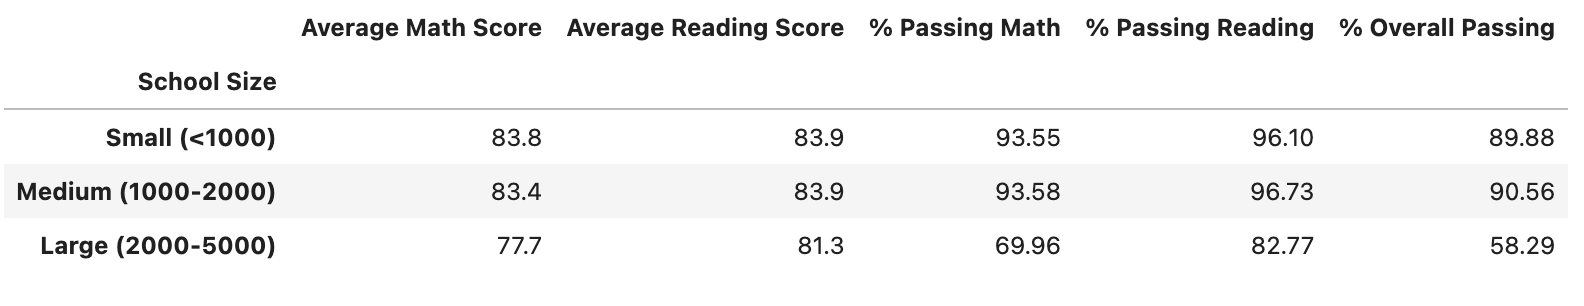 Average Math Score Average Reading Score % Passing Math % Passing Reading % Overall Passing
School Size
Small (<1000) 83.8 83.9 93.55 96.10 89.88
Medium (1000-2000) 83.4 83.9 93.58 96.73 90.56
Large (2000-5000) 77.7 81.3 69.96 82.77 58.29